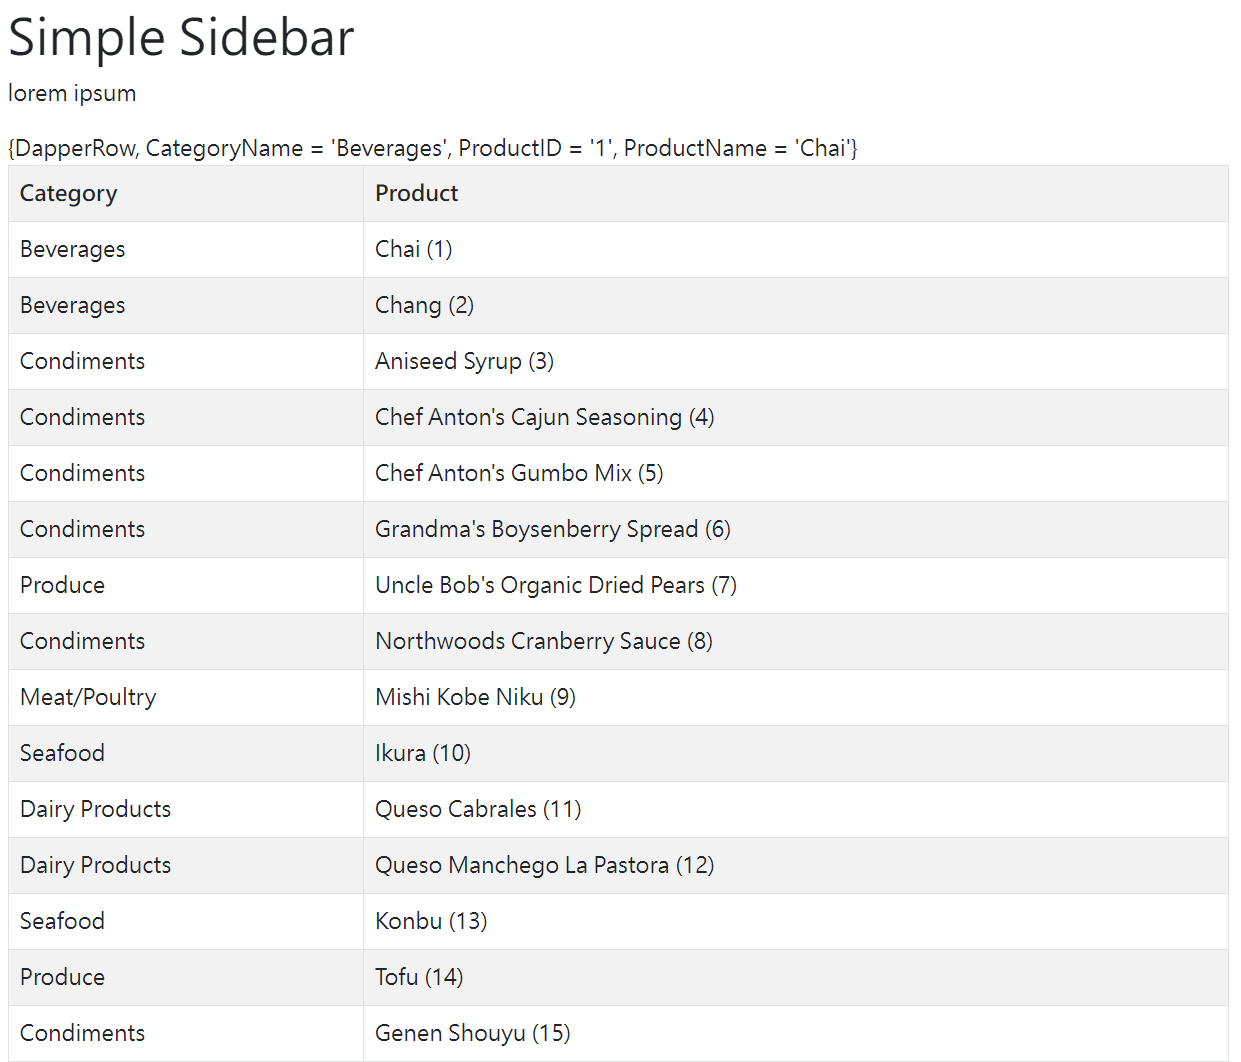 Simple Sidebar
lorem ipsum
{DapperRow, CategoryName = 'Beverages', ProductID = '1', ProductName = 'Chai'}
Category Product
Beverages Chai (1)
Beverages Chang (2)
Condiments Aniseed Syrup (3)
Condiments Chef Anton's Cajun Seasoning (4)
Condiments Chef Anton's Gumbo Mix (5)
Condiments Grandma's Boysenberry Spread (6)
Produce Uncle Bob's Organic Dried Pears (7)
Condiments Northwoods Cranberry Sauce (8)
Meat/Poultry Mishi Kobe Niku (9)
Seafood Ikura (10)
Dairy Products Queso Cabrales (11)
Dairy Products Queso Manchego La Pastora (12)
Seafood Konbu (13)
Produce Tofu (14)
Condiments Genen Shouyu (15)